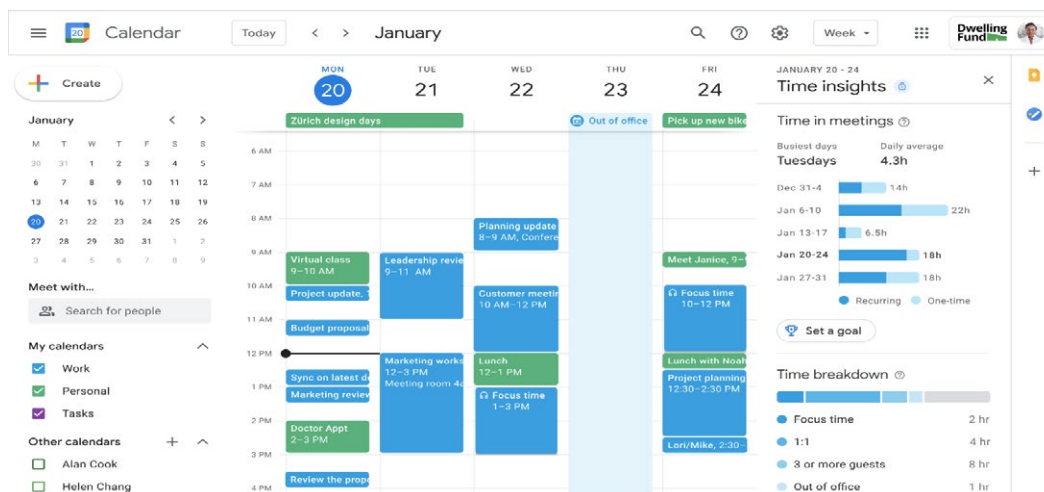 20
Calendar
Today
January
Week
Dwelling
Fund
Create
January
M T W T F S S
30 31 1 2 3 4 5
6 7 8 9 10 11 12
13 14 15 16 17 18 19
20 21 22 23 24 25 26
27 28 29 30 31 1 2
3 4 5 6 7 8 9
Meet with...
Search for people
My calendars
Work
Personal
Tasks
Other calendars
Alan Cook
Helen Chang
MON TUE WED THU FRI
20 21 22 23 24
Zürich design days
Out of office
Pick up new bike
6 AM
7 AM
8 AM
9 AM
10 AM
11 AM
12 PM
1 PM
2 PM
3 PM
4 PM
Virtual class
9–10 AM
Project update,
Budget proposal
Sync on latest
Marketing review
Doctor Appt
2–3 PM
Review the
Leadership
9–11 AM
Marketing
12–3 PM
Meeting room
Planning update
8–9 AM,
Customer
10 AM–12 PM
Lunch
12–1 PM
Focus time
1–3 PM
Meet Janice,
Focus time
10–12 PM
Lunch with Noah
Project planning
12:30–2:30 PM
Lori/Mike, 2:30
JANUARY 20 - 24
Time insights
Time in meetings
Busiest days Daily average
Tuesdays 4.3h
Dec 31-4 14h
Jan 6-10 22h
Jan 13-17 6.5h
Jan 20-24 18h
Jan 27-31 18h
Recurring One-time
Set a goal
Time breakdown
Focus time 2 hr
1:1 4 hr
3 or more guests 8 hr
Out of office 1 hr